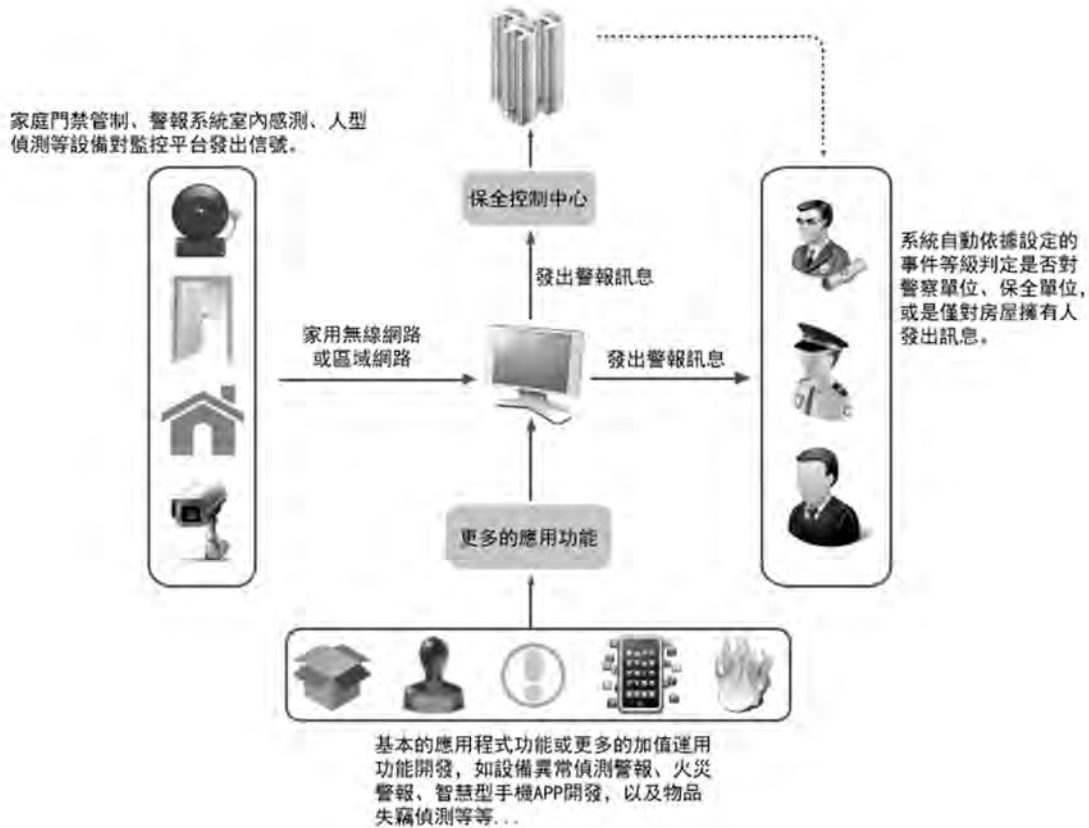 家庭門禁管制、警報系統室內感測、人型
偵測等設備對監控平台發出信號。
保全控制中心
發出警報訊息
家用無線網路
或區域網路
發出警報訊息
系統自動依據設定的
事件等級判定是否對
警察單位、保全單位,
或是僅對房屋擁有人
發出訊息。
更多的應用功能
基本的應用程式功能或更多的加值運用
功能開發, 如設備異常偵測警報、火災
警報、智慧型手機APP開發, 以及物品
失竊偵測等等...